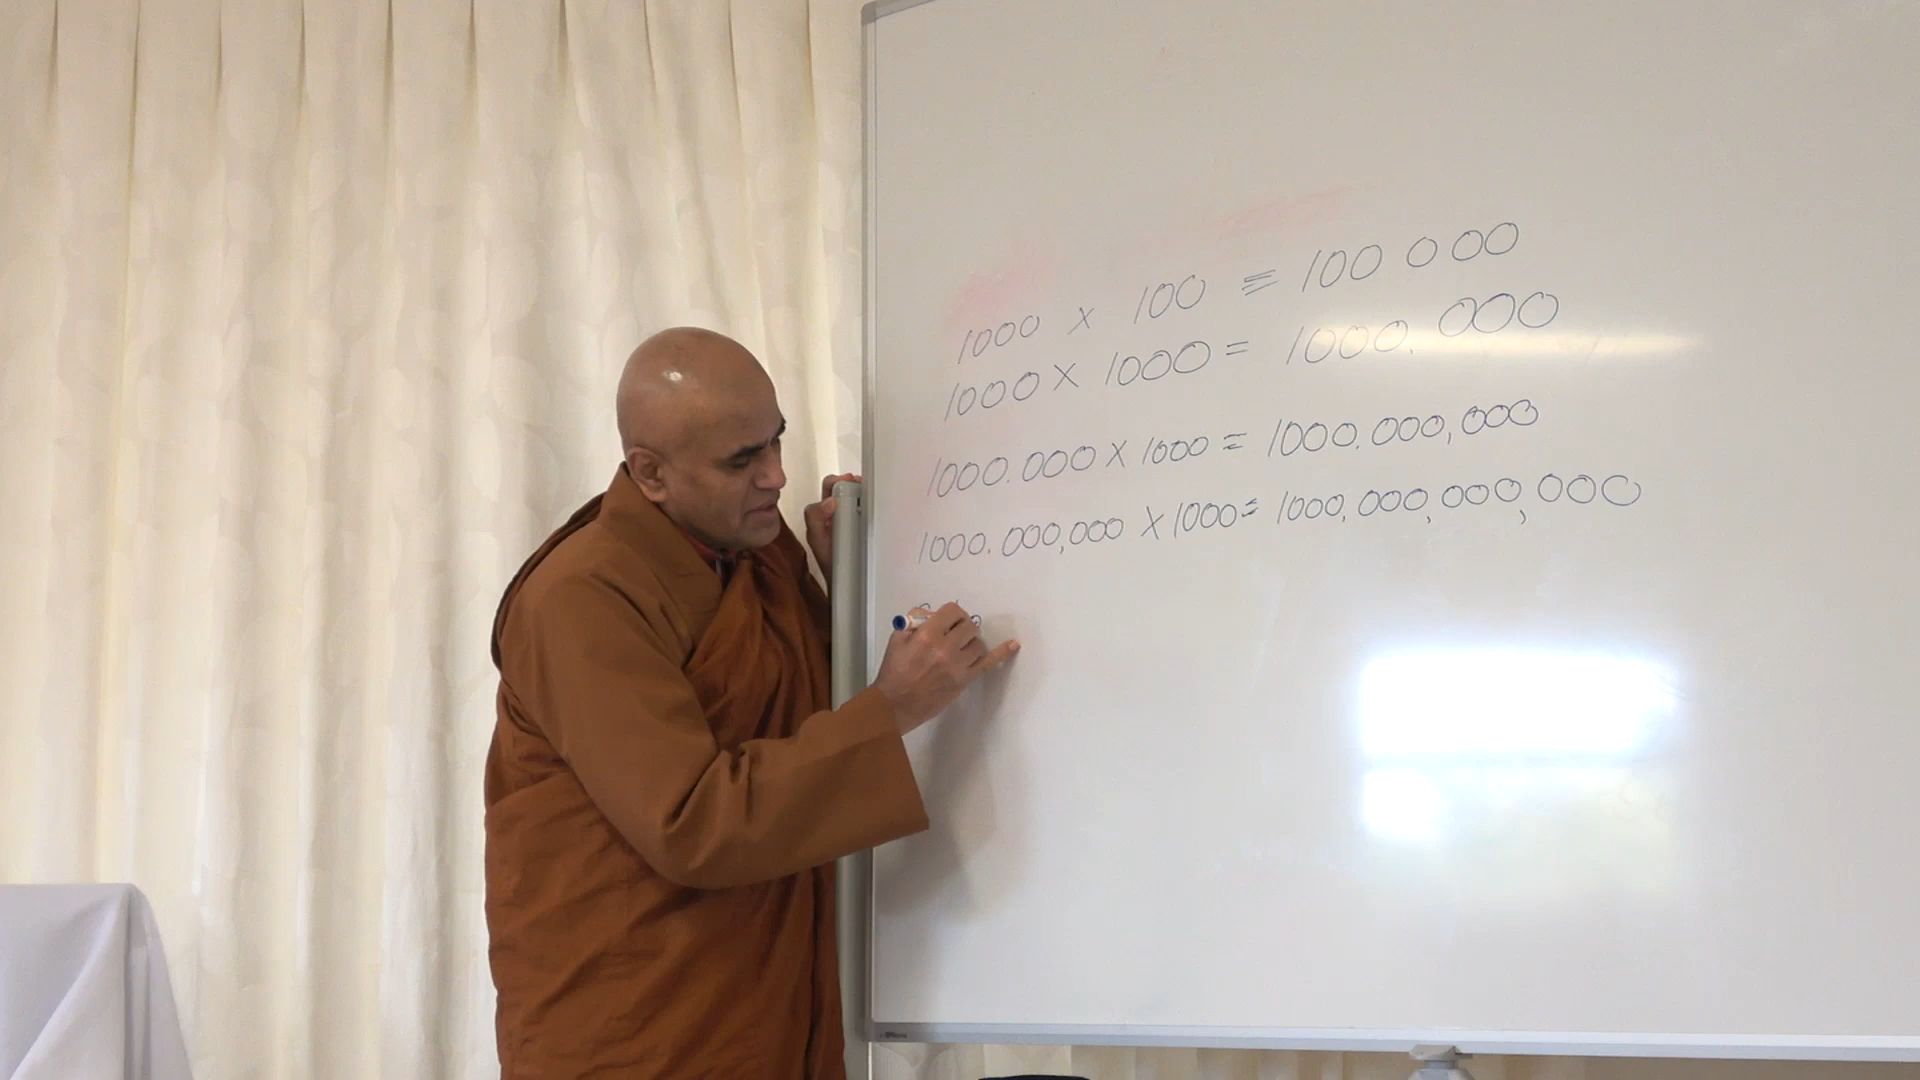 1000 x 100 = 100 000
1000 x 1000 = 1000.000
1000.000 x 1000 = 1000.000,000
1000.000,000 x 1000 = 1000,000,000,000